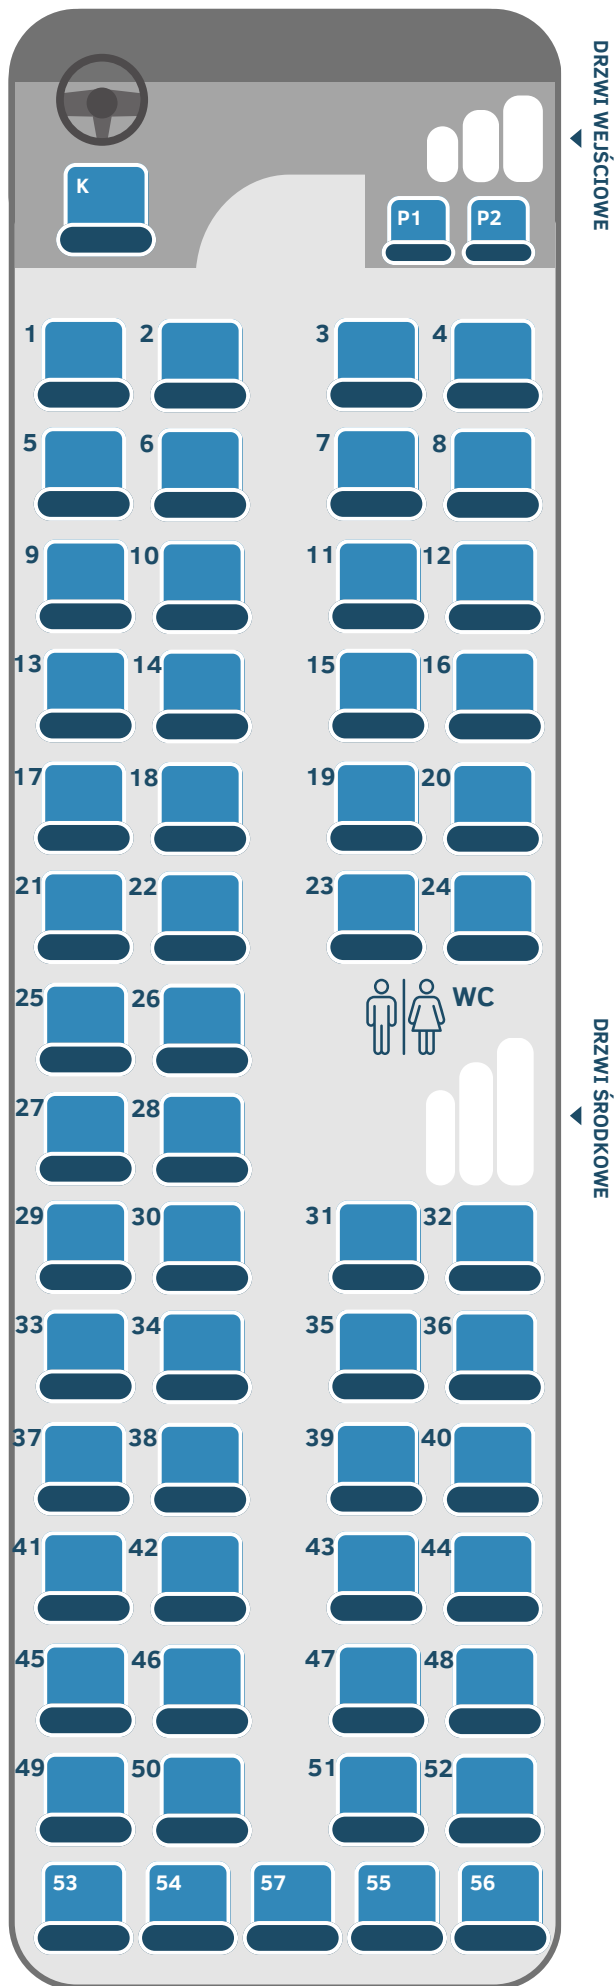 DRZWI WEJŚCIOWE
K
P1 P2
1 2 3 4
5 6 7 8
9 10 11 12
13 14 15 16
17 18 19 20
21 22 23 24
25 26 WC
DRZWI ŚRODKOWE
27 28
29 30 31 32
33 34 35 36
37 38 39 40
41 42 43 44
45 46 47 48
49 50 51 52
53 54 57 55 56